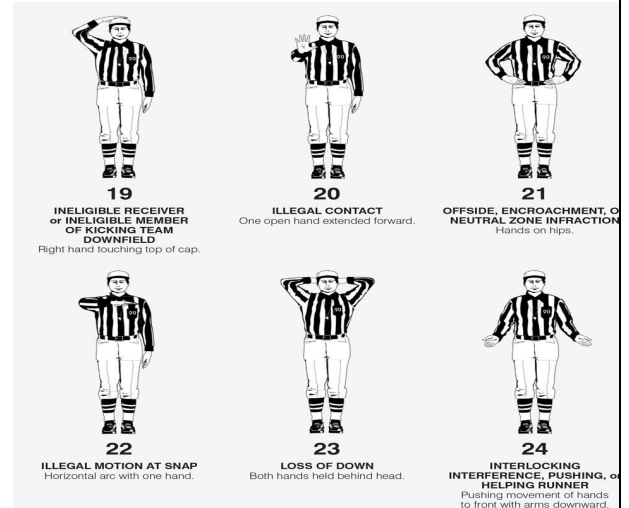 19
INELIGIBLE RECEIVER
or INELIGIBLE MEMBER
OF KICKING TEAM
DOWNFIELD
Right hand touching top of cap.
20
ILLEGAL CONTACT
One open hand extended forward.
21
OFFSIDE, ENCROACHMENT, O
NEUTRAL ZONE INFRACTION
Hands on hips.
22
ILLEGAL MOTION AT SNAP
Horizontal arc with one hand.
23
LOSS OF DOWN
Both hands held behind head.
24
INTERLOCKING
INTERFERENCE, PUSHING, or
HELPING RUNNER
Pushing movement of hands
to front with arms downward.